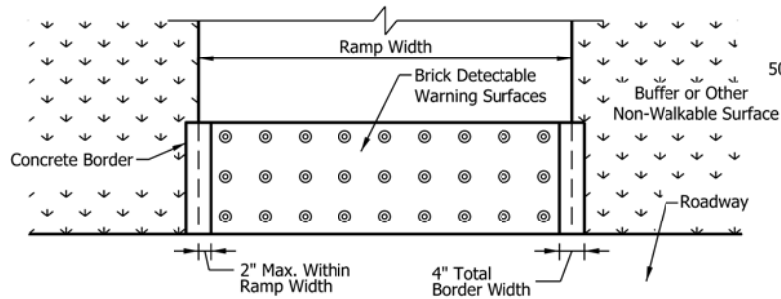 Ramp Width
50
Brick Detectable
Warning Surfaces
Buffer or Other
Non-Walkable Surface
Concrete Border
Roadway
2" Max. Within
Ramp Width
4" Total
Border Width